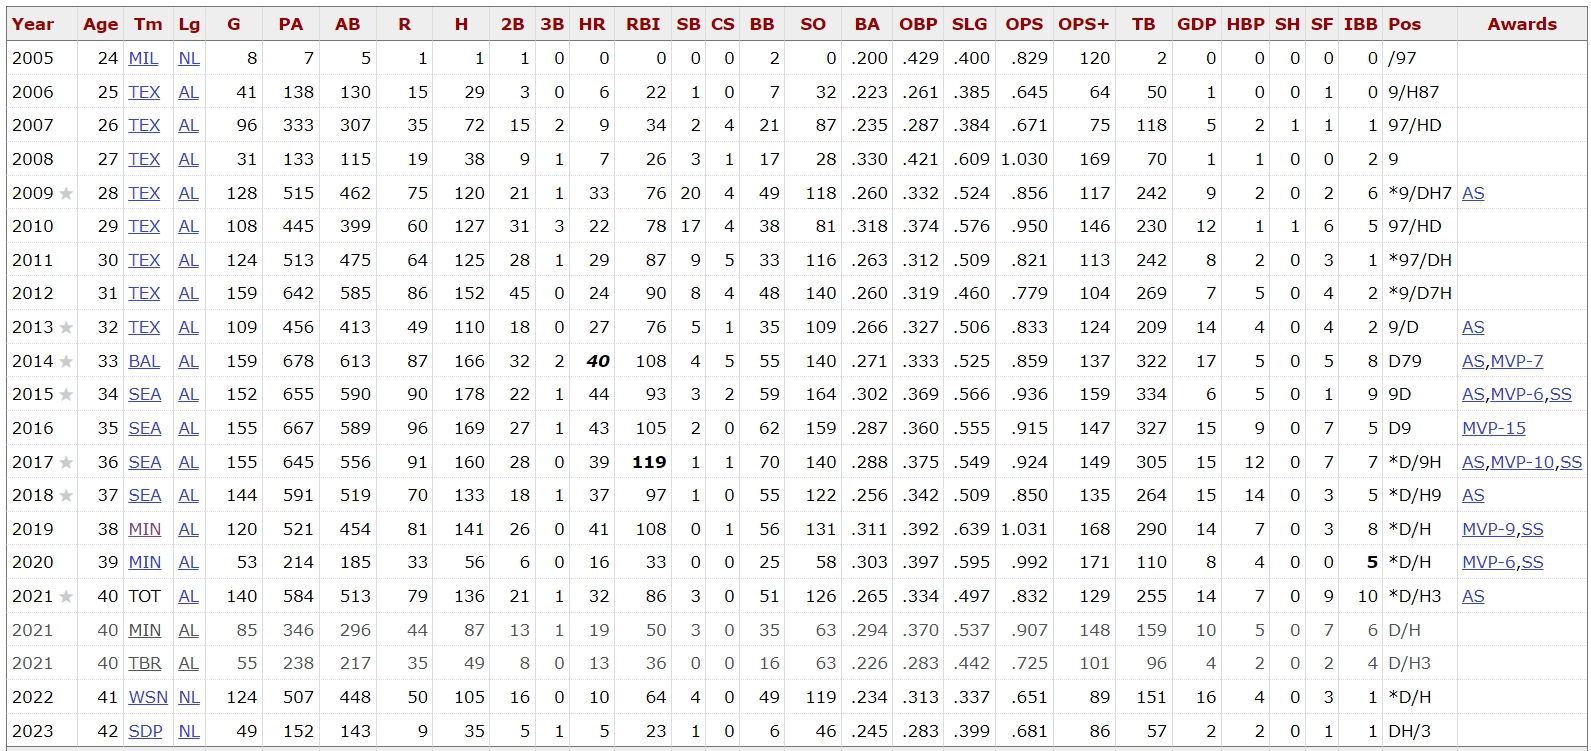 Year Age Tm Lg G PA AB R H 2B 3B HR RBI SB CS BB SO BA OBP SLG OPS OPS+ TB GDP HBP SH SF IBB Pos Awards
2005 24 MIL NL 8 7 5 1 1 1 0 0 0 0 0 2 0 .200 .429 .400 .829 120 2 0 0 0 0 0 /97
2006 25 TEX AL 41 138 130 15 29 3 0 6 22 1 0 7 32 .223 .261 .385 .645 64 50 1 0 0 1 0 9/H87
2007 26 TEX AL 96 333 307 35 72 15 2 9 34 2 4 21 87 .235 .287 .384 .671 75 118 5 2 1 1 1 97/HD
2008 27 TEX AL 31 133 115 19 38 9 1 7 26 3 1 17 28 .330 .421 .609 1.030 169 70 1 1 0 0 2 9
2009 ★ 28 TEX AL 128 515 462 75 120 21 1 33 76 20 4 49 118 .260 .332 .524 .856 117 242 9 2 0 2 6 *9/DH7 AS
2010 29 TEX AL 108 445 399 60 127 31 3 22 78 17 4 38 81 .318 .374 .576 .950 146 230 12 1 1 6 5 97/HD
2011 30 TEX AL 124 513 475 64 125 28 1 29 87 9 5 33 116 .263 .312 .509 .821 113 242 8 2 0 3 1 *97/DH
2012 31 TEX AL 159 642 585 86 152 45 0 24 90 8 4 48 140 .260 .319 .460 .779 104 269 7 5 0 4 2 *9/D7H
2013 ★ 32 TEX AL 109 456 413 49 110 18 0 27 76 5 1 35 109 .266 .327 .506 .833 124 209 14 4 0 4 2 9/D AS
2014 ★ 33 BAL AL 159 678 613 87 166 32 2 40 108 4 5 55 140 .271 .333 .525 .859 137 322 17 5 0 5 8 D79 AS,MVP-7
2015 ★ 34 SEA AL 152 655 590 90 178 22 1 44 93 3 2 59 164 .302 .369 .566 .936 159 334 6 5 0 1 9 9D AS,MVP-6,SS
2016 35 SEA AL 155 667 589 96 169 27 1 43 105 2 0 62 159 .287 .360 .555 .915 147 327 15 9 0 7 5 D9 MVP-15
2017 ★ 36 SEA AL 155 645 556 91 160 28 0 39 119 1 1 70 140 .288 .375 .549 .924 149 305 15 12 0 7 7 *D/9H AS,MVP-10,SS
2018 ★ 37 SEA AL 144 591 519 70 133 18 1 37 97 1 0 55 122 .256 .342 .509 .850 135 264 15 14 0 3 5 *D/H9 AS
2019 38 MIN AL 120 521 454 81 141 26 0 41 108 0 1 56 131 .311 .392 .639 1.031 168 290 14 7 0 3 8 *D/H MVP-9,SS
2020 39 MIN AL 53 214 185 33 56 6 0 16 33 0 0 25 58 .303 .397 .595 .992 171 110 8 4 0 0 5 *D/H MVP-6,SS
2021 ★ 40 TOT AL 140 584 513 79 136 21 1 32 86 3 0 51 126 .265 .334 .497 .832 129 255 14 7 0 9 10 *D/H3 AS
2021 40 MIN AL 85 346 296 44 87 13 1 19 50 3 0 35 63 .294 .370 .537 .907 148 159 10 5 0 7 6 D/H
2021 40 TBR AL 55 238 217 35 49 8 0 13 36 0 0 16 63 .226 .283 .442 .725 101 96 4 2 0 2 4 D/H3
2022 41 WSN NL 124 507 448 50 105 16 0 10 64 4 0 49 119 .234 .313 .337 .651 89 151 16 4 0 3 1 *D/H
2023 42 SDP NL 49 152 143 9 35 5 1 5 23 1 0 6 46 .245 .283 .399 .681 86 57 2 2 0 1 1 DH/3